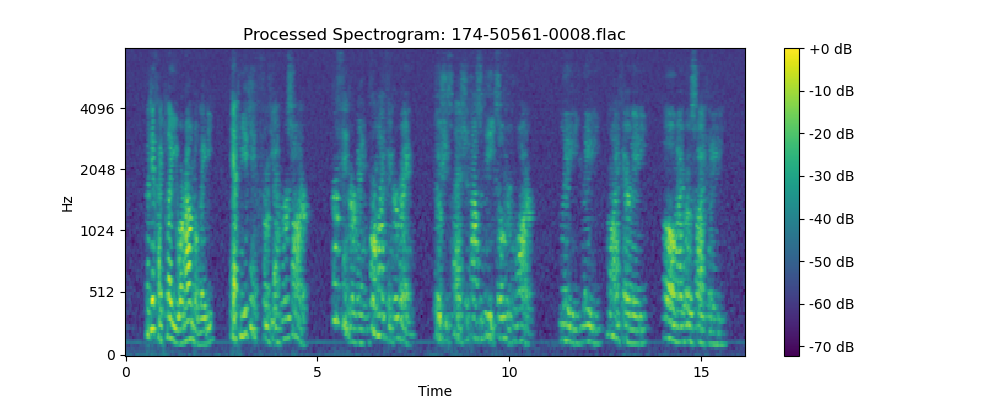 Processed Spectrogram: 174-50561-0008.flac
+0 dB
-10 dB
-20 dB
-30 dB
-40 dB
-50 dB
-60 dB
-70 dB
Hz
4096
2048
1024
512
0
0 5 10 15
Time